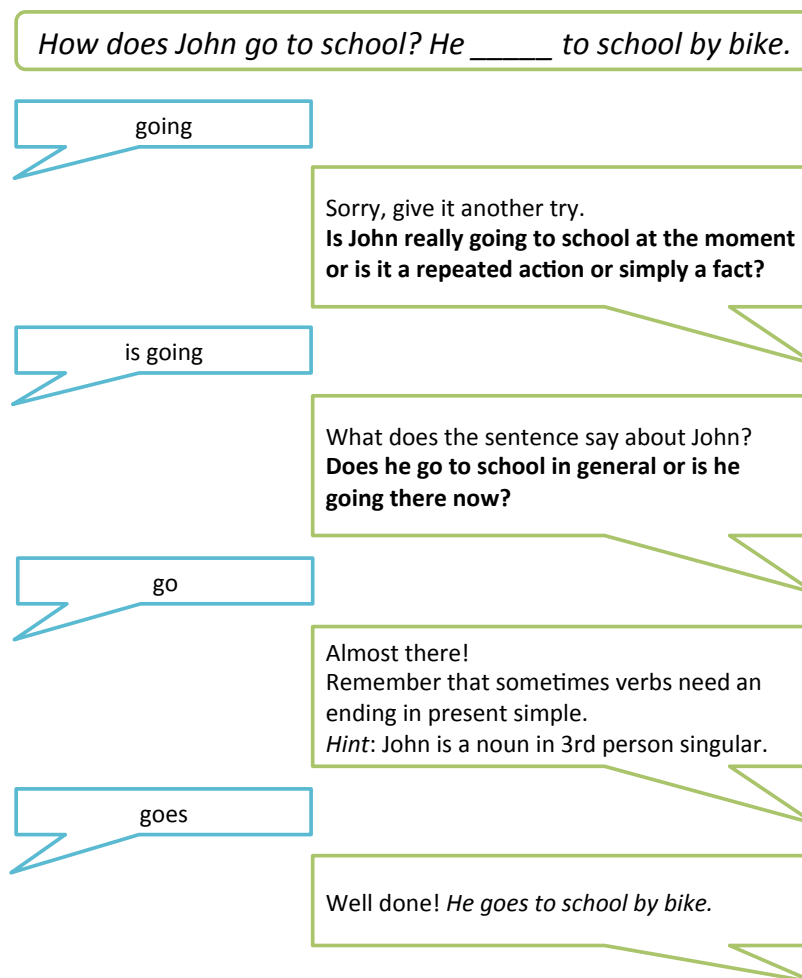 How does John go to school? He _____ to school by bike.
going
Sorry, give it another try.
Is John really going to school at the moment
or is it a repeated action or simply a fact?
is going
What does the sentence say about John?
Does he go to school in general or is he
going there now?
go
Almost there!
Remember that sometimes verbs need an
ending in present simple.
Hint: John is a noun in 3rd person singular.
goes
Well done! He goes to school by bike.